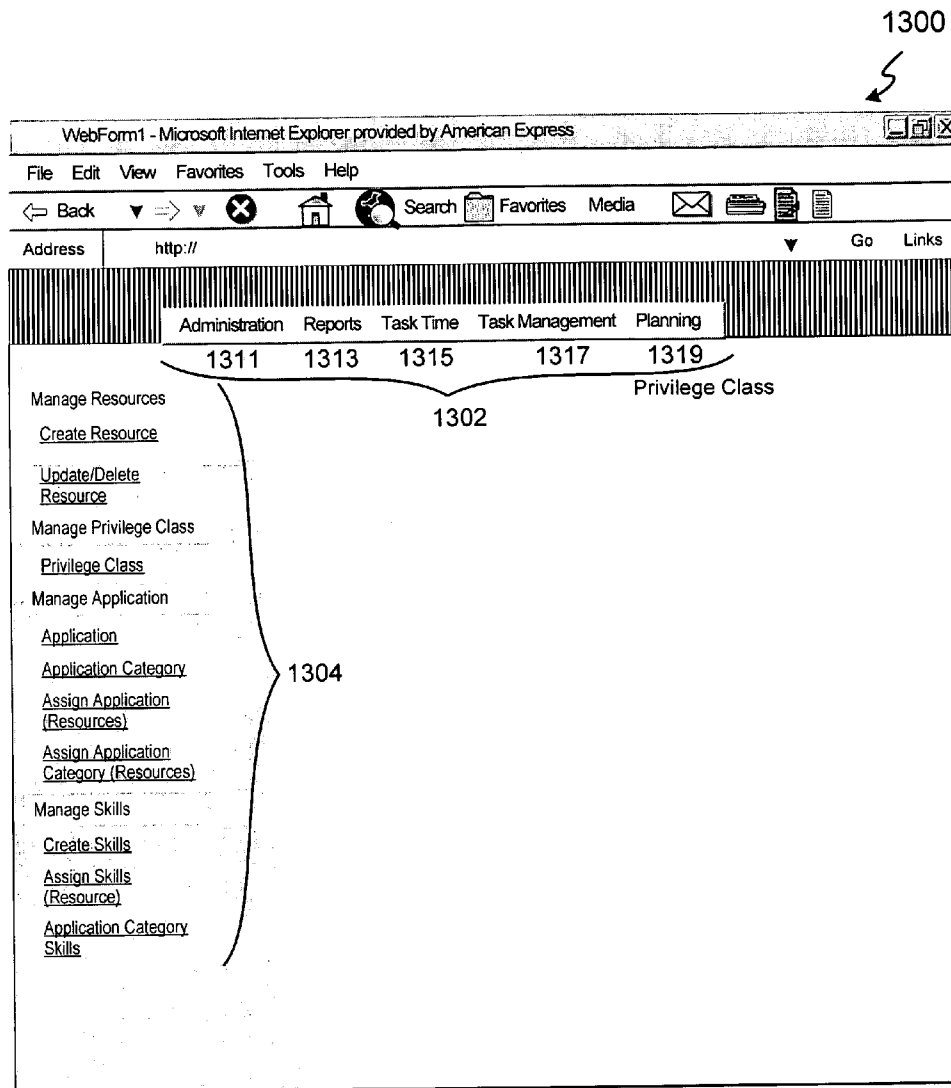 1300
WebForm1 - Microsoft Internet Explorer provided by American Express
File Edit View Favorites Tools Help
Back Search Favorites Media
Address http:// Go Links
Administration Reports Task Time Task Management Planning
1311 1313 1315 1317 1319
Privilege Class
1302
Manage Resources
Create Resource
Update/Delete
Resource
Manage Privilege Class
Privilege Class
Manage Application
Application
Application Category
Assign Application
(Resources)
Assign Application
Category (Resources)
1304
Manage Skills
Create Skills
Assign Skills
(Resource)
Application Category
Skills